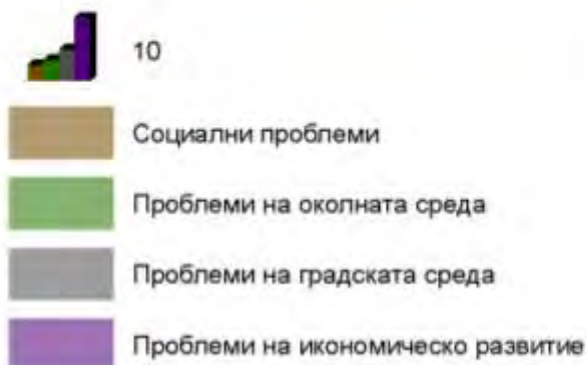 10
Социални проблеми
Проблеми на околната среда
Проблеми на градската среда
Проблеми на икономическо развитие